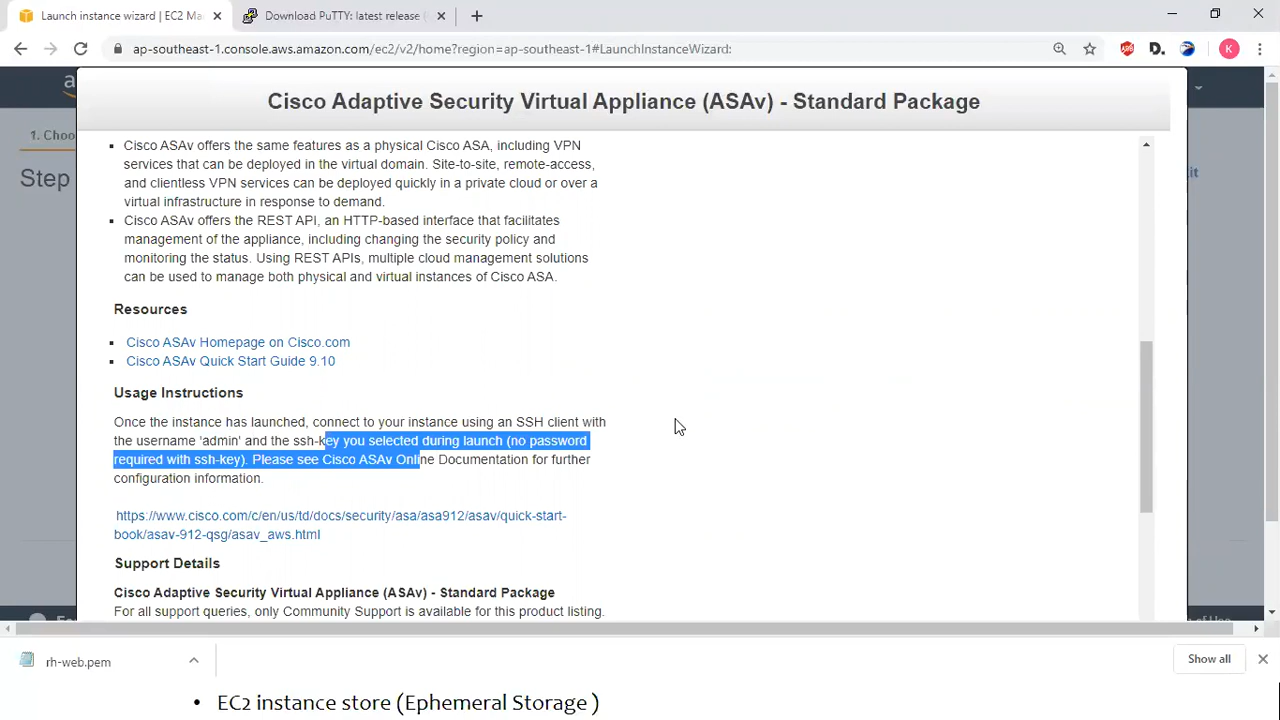 Launch instance wizard | EC2 Ma
Download PuTTY: latest release (
ap-southeast-1.console.aws.amazon.com/ec2/v2/home?region=ap-southeast-1#LaunchInstanceWizard:
K
Cisco Adaptive Security Virtual Appliance (ASAv) - Standard Package
1. Choo
Step
it
▪ Cisco ASAv offers the same features as a physical Cisco ASA, including VPN
services that can be deployed in the virtual domain. Site-to-site, remote-access,
and clientless VPN services can be deployed quickly in a private cloud or over a
virtual infrastructure in response to demand.
▪ Cisco ASAv offers the REST API, an HTTP-based interface that facilitates
management of the appliance, including changing the security policy and
monitoring the status. Using REST APIs, multiple cloud management solutions
can be used to manage both physical and virtual instances of Cisco ASA.
Resources
▪ Cisco ASAv Homepage on Cisco.com
▪ Cisco ASAv Quick Start Guide 9.10
Usage Instructions
Once the instance has launched, connect to your instance using an SSH client with
the username 'admin' and the ssh-key you selected during launch (no password
required with ssh-key). Please see Cisco ASAv Online Documentation for further
configuration information.
https://www.cisco.com/c/en/us/td/docs/security/asa/asa912/asav/quick-start-
book/asav-912-qsg/asav_aws.html
Support Details
Cisco Adaptive Security Virtual Appliance (ASAv) - Standard Package
For all support queries, only Community Support is available for this product listing.
rh-web.pem
Show all
• EC2 instance store (Ephemeral Storage )